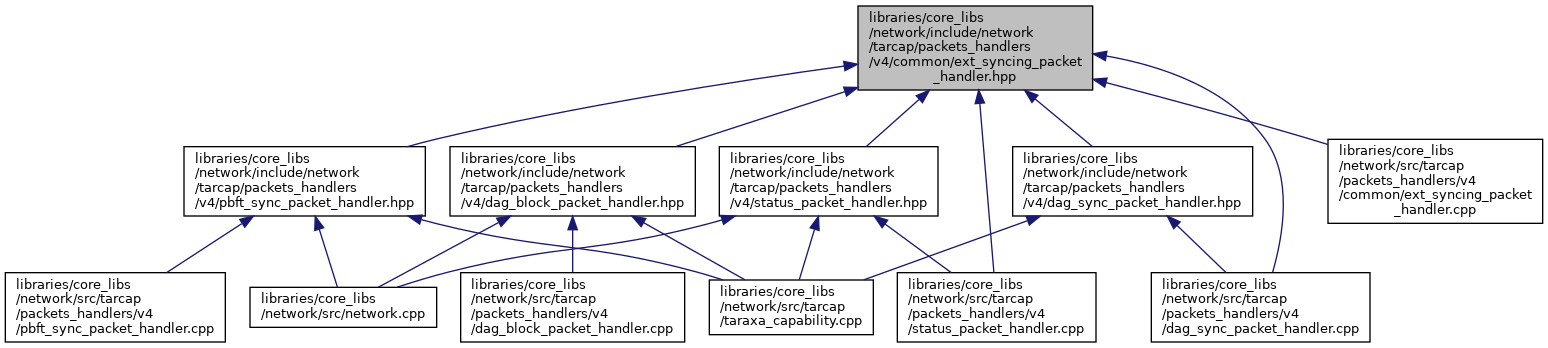 libraries/core_libs
/network/include/network
/tarcap/packets_handlers
/v4/common/ext_syncing_packet
_handler.hpp
libraries/core_libs
/network/include/network
/tarcap/packets_handlers
/v4/pbft_sync_packet_handler.hpp
libraries/core_libs
/network/include/network
/tarcap/packets_handlers
/v4/dag_block_packet_handler.hpp
libraries/core_libs
/network/include/network
/tarcap/packets_handlers
/v4/status_packet_handler.hpp
libraries/core_libs
/network/include/network
/tarcap/packets_handlers
/v4/dag_sync_packet_handler.hpp
libraries/core_libs
/network/src/tarcap
/packets_handlers/v4
/common/ext_syncing_packet
_handler.cpp
libraries/core_libs
/network/src/tarcap
/packets_handlers/v4
/pbft_sync_packet_handler.cpp
libraries/core_libs
/network/src/network.cpp
libraries/core_libs
/network/src/tarcap
/packets_handlers/v4
/dag_block_packet_handler.cpp
libraries/core_libs
/network/src/tarcap
/taraxa_capability.cpp
libraries/core_libs
/network/src/tarcap
/packets_handlers/v4
/status_packet_handler.cpp
libraries/core_libs
/network/src/tarcap
/packets_handlers/v4
/dag_sync_packet_handler.cpp